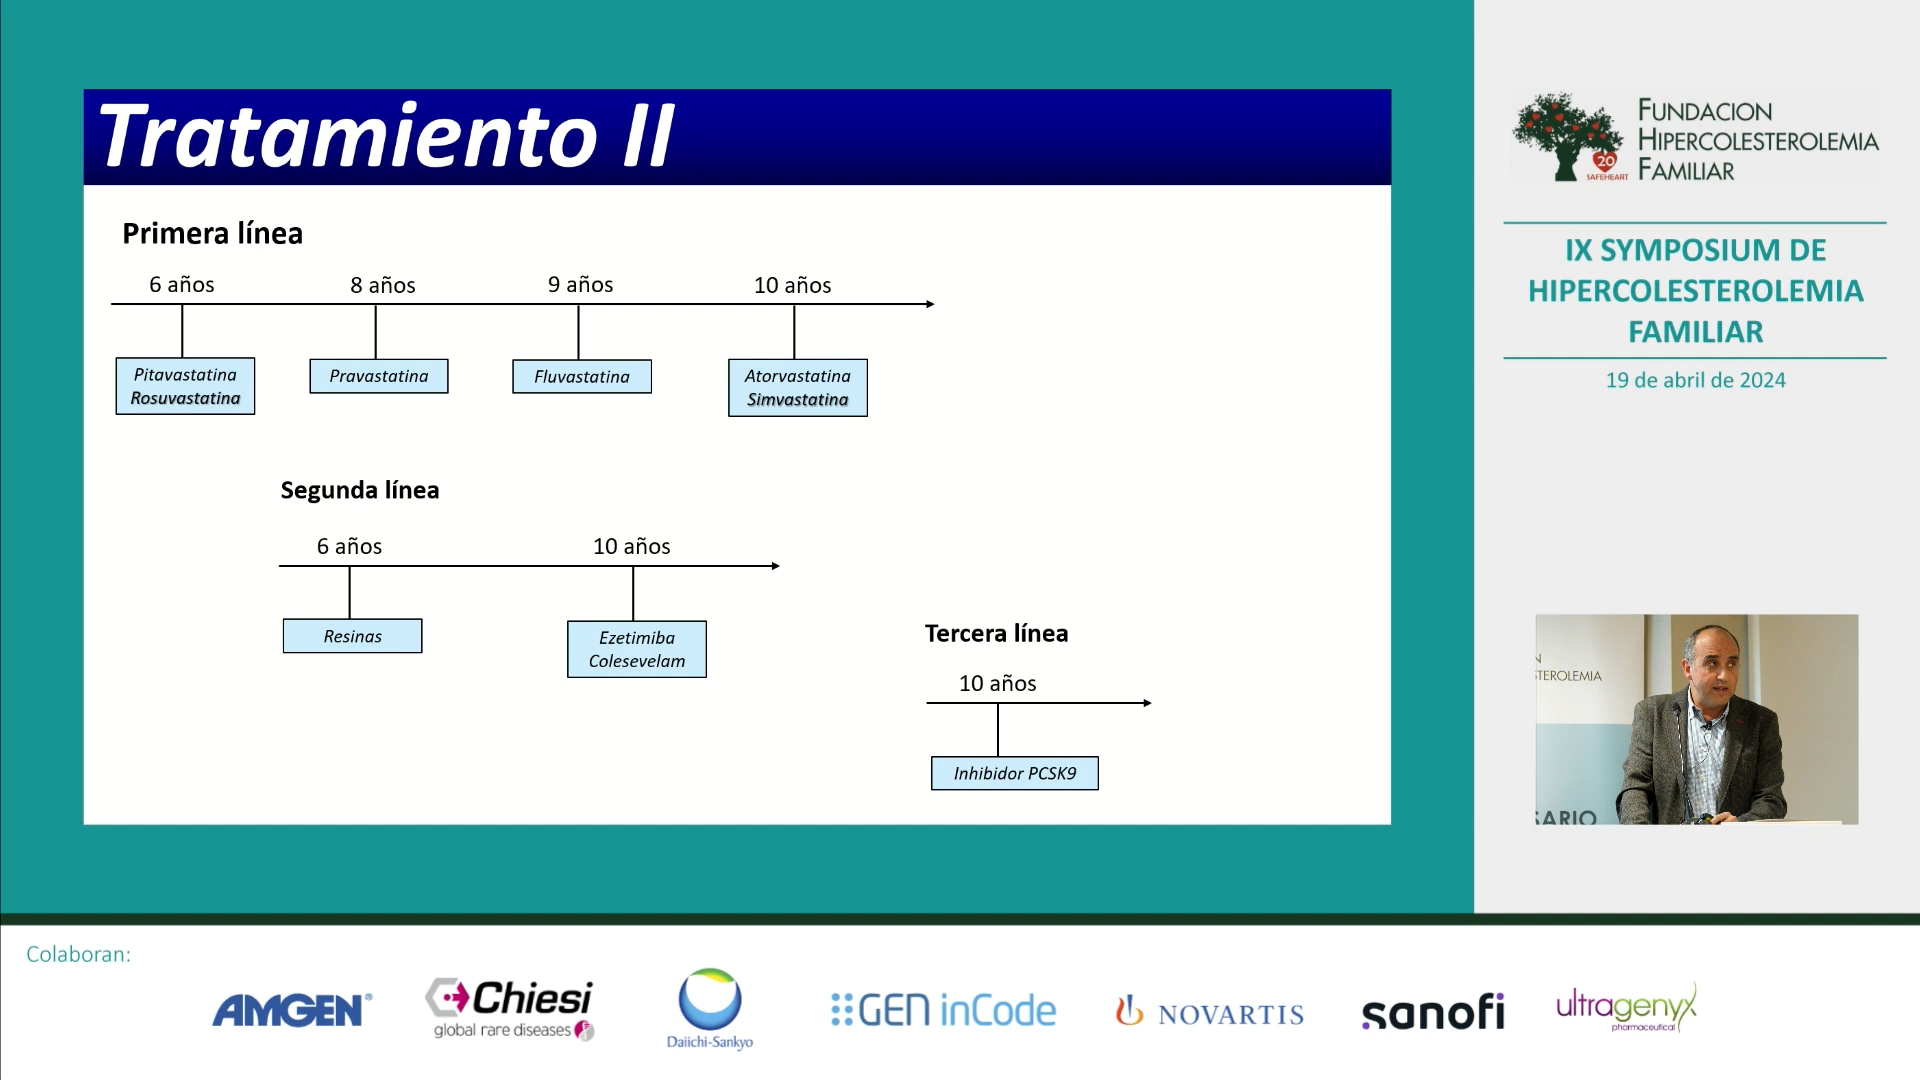 Tratamiento II
Primera línea
6 años
8 años
9 años
10 años
Pitavastatina
Rosuvastatina
Pravastatina
Fluvastatina
Atorvastatina
Simvastatina
Segunda línea
6 años
10 años
Resinas
Ezetimiba
Colesevelam
Tercera línea
10 años
Inhibidor PCSK9
FUNDACION
HIPERCOLESTEROLEMIA
FAMILIAR
20
SAFEHEART
IX SYMPOSIUM DE
HIPERCOLESTEROLEMIA
FAMILIAR
19 de abril de 2024
N
STEROLEMIA
SARIO
Colaboran:
AMGEN®
Chiesi
global rare diseases
Daiichi-Sankyo
GEN inCode
NOVARTIS
sanofi
ultragenyx
pharmaceutical